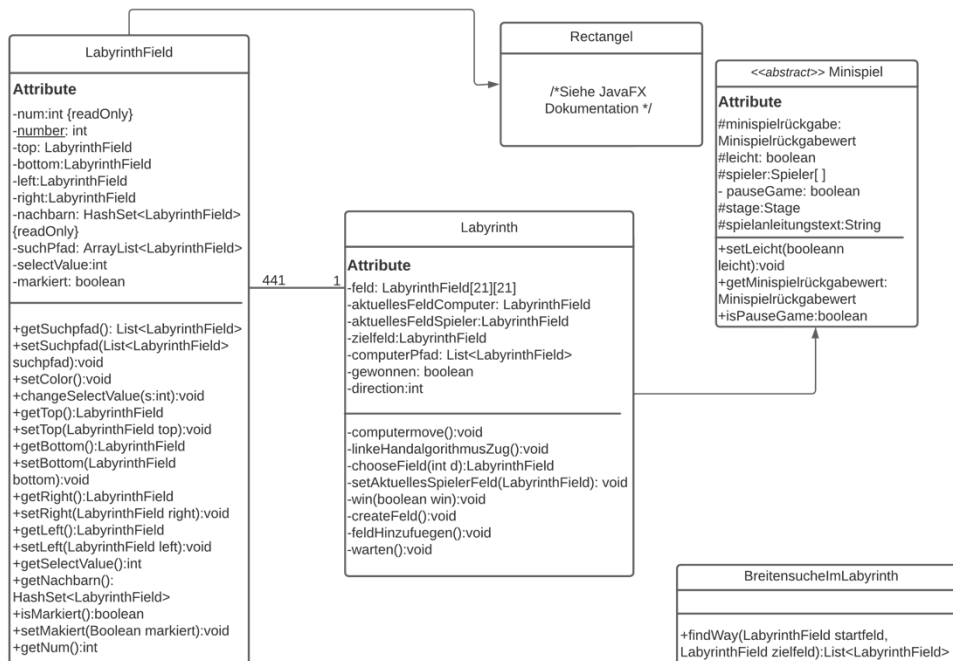 LabyrinthField
Attribute
-num:int {readOnly}
-number: int
-top: LabyrinthField
-bottom:LabyrinthField
-left:LabyrinthField
-right:LabyrinthField
-nachbarn: HashSet<LabyrinthField>
{readOnly}
-suchPfad: ArrayList<LabyrinthField>
-selectValue:int
-markiert: boolean
+getSuchpfad(): List<LabyrinthField>
+setSuchpfad(List<LabyrinthField>
suchpfad):void
+setColor():void
+changeSelectValue(s:int):void
+getTop():LabyrinthField
+setTop(LabyrinthField top):void
+getBottom():LabyrinthField
+setBottom(LabyrinthField
bottom):void
+getRight():LabyrinthField
+setRight(LabyrinthField right):void
+getLeft():LabyrinthField
+setLeft(LabyrinthField left):void
+getSelectValue():int
+getNachbarn():
HashSet<LabyrinthField>
+isMarkiert():boolean
+setMakiert(Boolean markiert):void
+getNum():int
441
1
Rectangel
/*Siehe JavaFX
Dokumentation */
Labyrinth
Attribute
-feld: LabyrinthField[21][21]
-aktuellesFeldComputer: LabyrinthField
-aktuellesFeldSpieler:LabyrinthField
-zielfeld:LabyrinthField
-computerPfad: List<LabyrinthField>
-gewonnen: boolean
-direction:int
-computermove():void
-linkeHandalgorithmusZug():void
-chooseField(int d):LabyrinthField
-setAktuellesSpielerFeld(LabyrinthField): void
-win(boolean win):void
-createFeld():void
-feldHinzufuegen():void
-warten():void
<<abstract>> Minispiel
Attribute
#minispielrückgabe:
Minispielrückgabewert
#leicht: boolean
#spieler:Spieler[ ]
- pauseGame: boolean
#stage:Stage
#spielanleitungstext:String
+setLeicht(booleann
leicht):void
+getMinispielrückgabewert:
Minispielrückgabewert
+isPauseGame:boolean
BreitensucheImLabyrinth
+findWay(LabyrinthField startfeld,
LabyrinthField zielfeld):List<LabyrinthField>